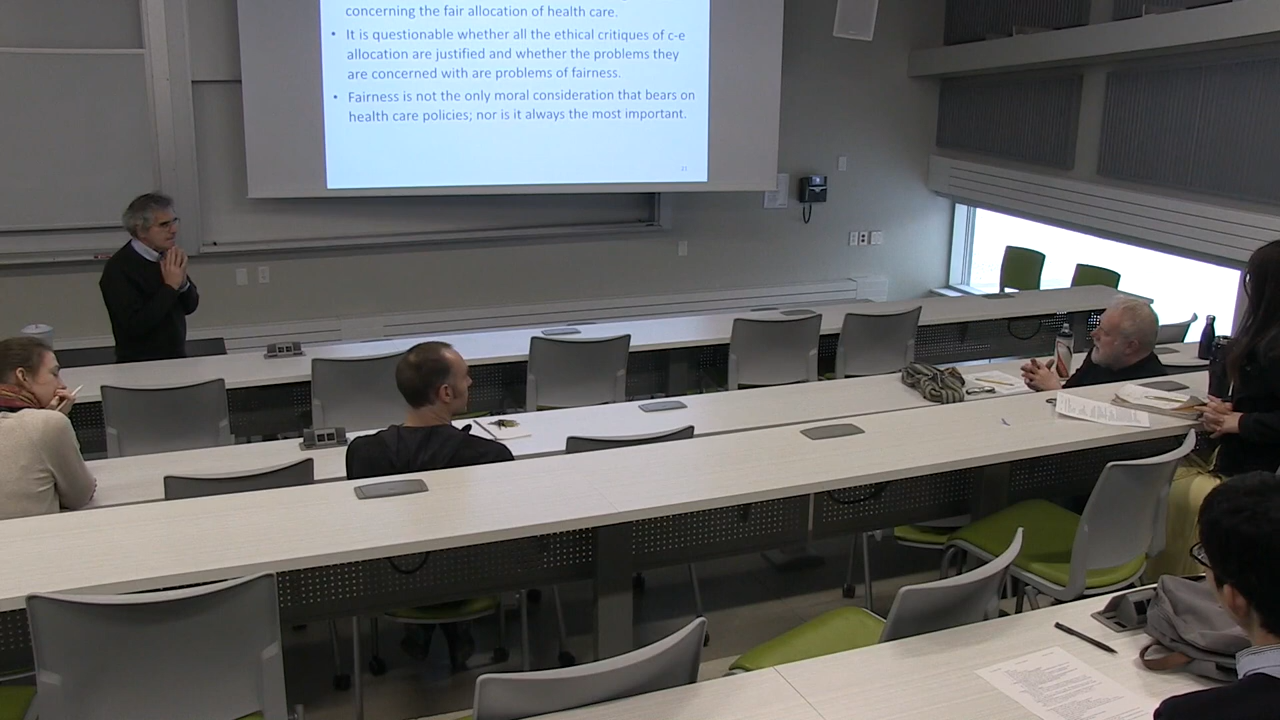 concerning the fair allocation of health care.
• It is questionable whether all the ethical critiques of c-e
allocation are justified and whether the problems they
are concerned with are problems of fairness.
• Fairness is not the only moral consideration that bears on
health care policies; nor is it always the most important.
21